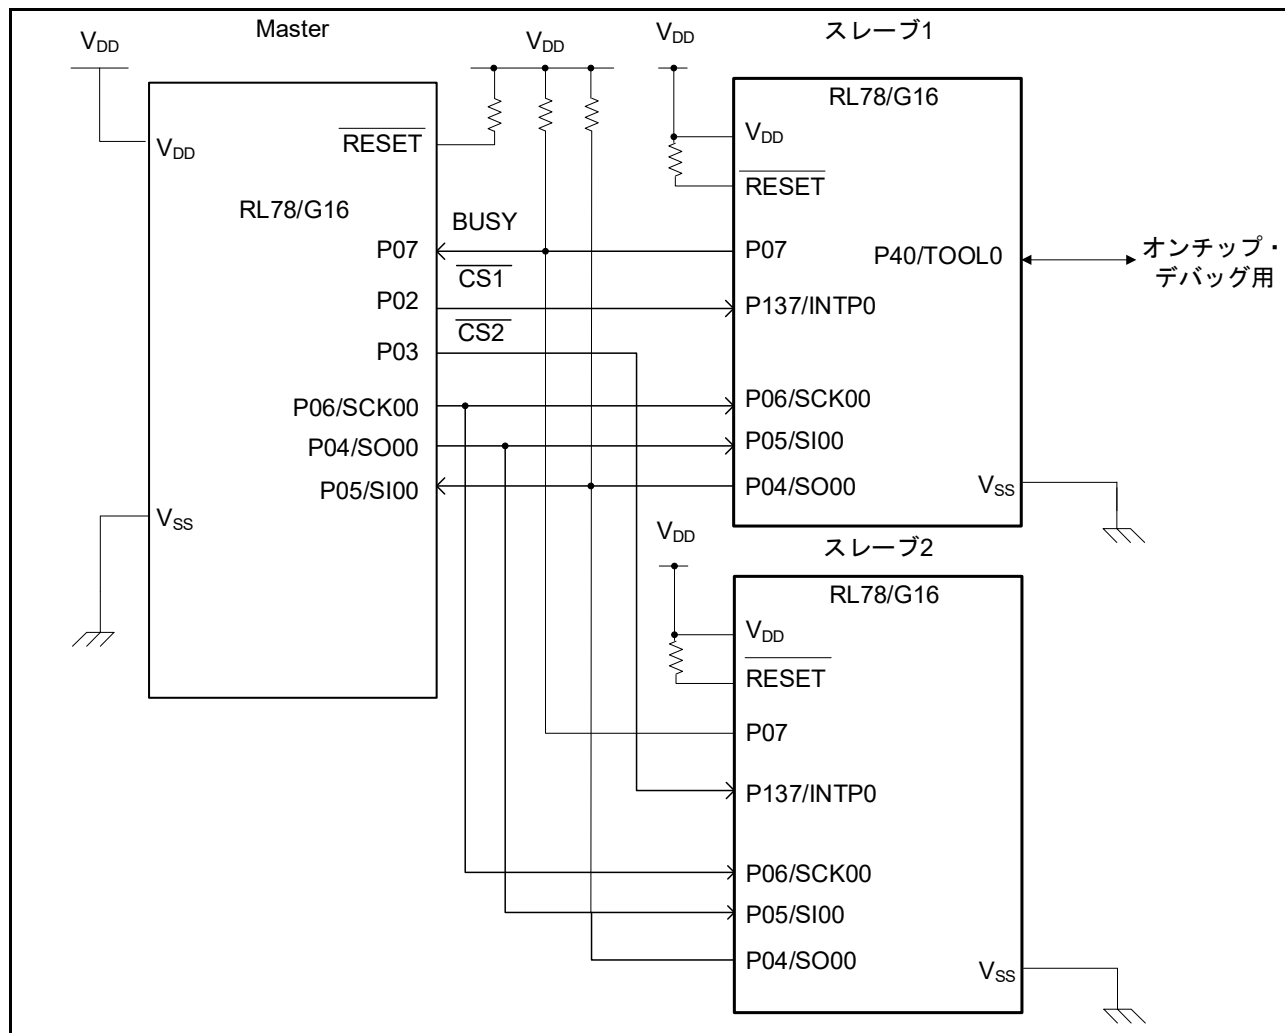 Master
VDD
VDD
RESET
RL78/G16
BUSY
P07
CS1
P02
CS2
P03
P06/SCK00
P04/SO00
P05/SI00
VSS
VDD
スレーブ1
VDD
RL78/G16
VDD
RESET
P07
P40/TOOL0
オンチップ・
デバッグ用
P137/INTP0
P06/SCK00
P05/SI00
P04/SO00
VSS
スレーブ2
VDD
RL78/G16
VDD
RESET
P07
P137/INTP0
P06/SCK00
P05/SI00
P04/SO00
VSS